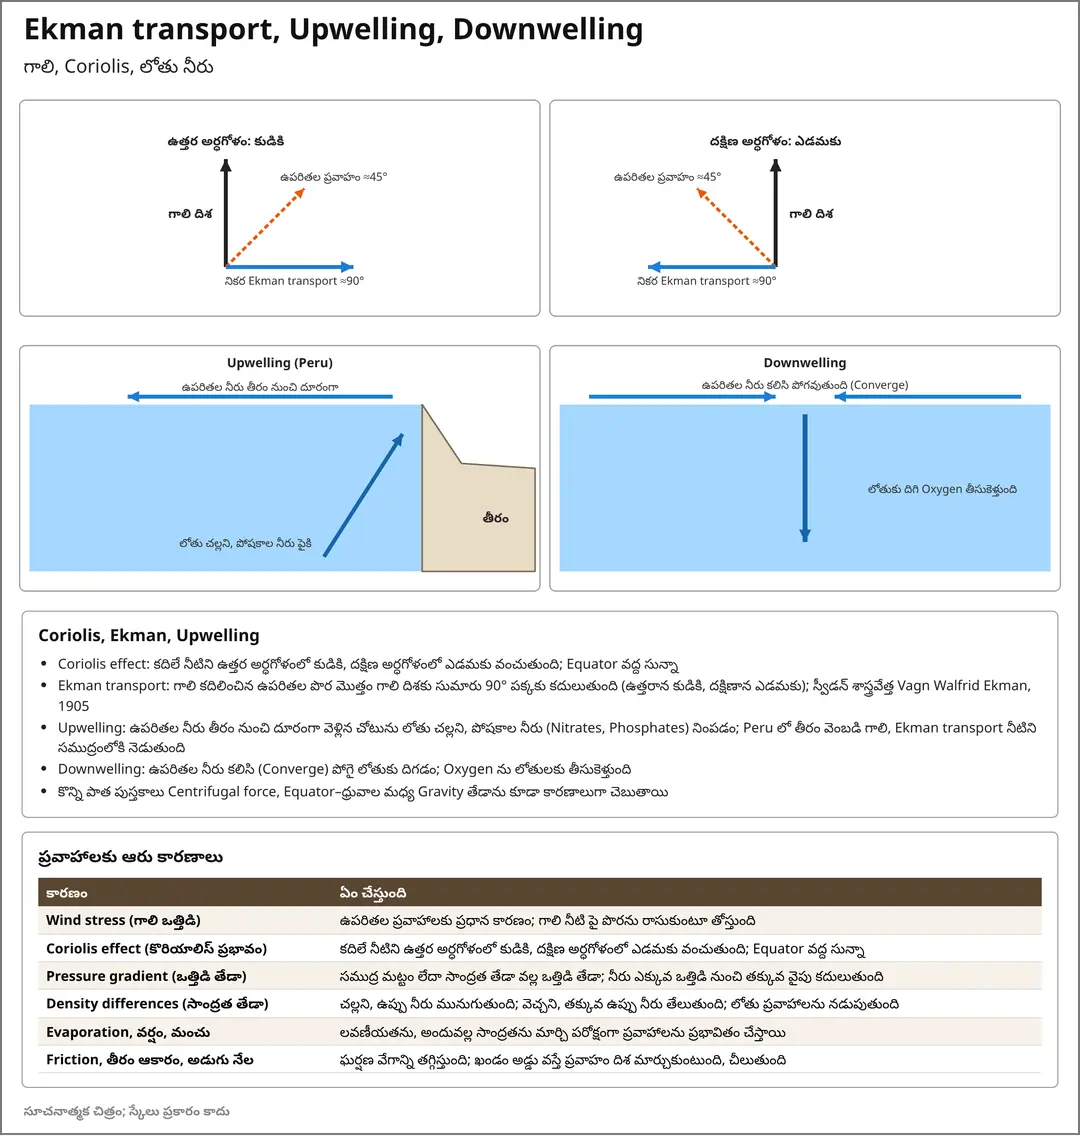 Ekman transport, Upwelling, Downwelling
గాలి, Coriolis, లోతు నీరు
ఉత్తర అర్ధగోళం: కుడికి
ఉపరితల ప్రవాహం ≈45°
గాలి దిశ
నికర Ekman transport ≈90°
దక్షిణ అర్ధగోళం: ఎడమకు
ఉపరితల ప్రవాహం ≈45°
గాలి దిశ
నికర Ekman transport ≈90°
Upwelling (Peru)
ఉపరితల నీరు తీరం నుంచి దూరంగా
తీరం
లోతు చల్లని, పోషకాల నీరు పైకి
Downwelling
ఉపరితల నీరు కలిసి పోగవుతుంది (Converge)
లోతుకు దిగి Oxygen తీసుకెళ్తుంది
Coriolis, Ekman, Upwelling
• Coriolis effect: కదిలే నీటిని ఉత్తర అర్ధగోళంలో కుడికి, దక్షిణ అర్ధగోళంలో ఎడమకు వంచుతుంది; Equator వద్ద సున్నా
• Ekman transport: గాలి కదిలించిన ఉపరితల పొర మొత్తం గాలి దిశకు సుమారు 90° పక్కకు కదులుతుంది (ఉత్తరాన కుడికి, దక్షిణాన ఎడమకు); స్వీడన్ శాస్త్రవేత్త Vagn Walfrid Ekman,
1905
• Upwelling: ఉపరితల నీరు తీరం నుంచి దూరంగా వెళ్లిన చోటును లోతు చల్లని, పోషకాల నీరు (Nitrates, Phosphates) నింపడం; Peru లో తీరం వెంబడి గాలి, Ekman transport నీటిని
సముద్రంలోకి నెడుతుంది
• Downwelling: ఉపరితల నీరు కలిసి (Converge) పోగై లోతుకు దిగడం; Oxygen ను లోతులకు తీసుకెళ్తుంది
• కొన్ని పాత పుస్తకాలు Centrifugal force, Equator–ధ్రువాల మధ్య Gravity తేడాను కూడా కారణాలుగా చెబుతాయి
ప్రవాహాలకు ఆరు కారణాలు
కారణం ఏం చేస్తుంది
Wind stress (గాలి ఒత్తిడి) ఉపరితల ప్రవాహాలకు ప్రధాన కారణం; గాలి నీటి పై పొరను రాసుకుంటూ తోస్తుంది
Coriolis effect (కొరియాలిస్ ప్రభావం) కదిలే నీటిని ఉత్తర అర్ధగోళంలో కుడికి, దక్షిణ అర్ధగోళంలో ఎడమకు వంచుతుంది; Equator వద్ద సున్నా
Pressure gradient (ఒత్తిడి తేడా) సముద్ర మట్టం లేదా సాంద్రత తేడా వల్ల ఒత్తిడి తేడా; నీరు ఎక్కువ ఒత్తిడి నుంచి తక్కువ వైపు కదులుతుంది
Density differences (సాంద్రత తేడా) చల్లని, ఉప్పు నీరు మునుగుతుంది; వెచ్చని, తక్కువ ఉప్పు నీరు తేలుతుంది; లోతు ప్రవాహాలను నడుపుతుంది
Evaporation, వర్షం, మంచు లవణీయతను, అందువల్ల సాంద్రతను మార్చి పరోక్షంగా ప్రవాహాలను ప్రభావితం చేస్తాయి
Friction, తీరం ఆకారం, అడుగు నేల ఘర్షణ వేగాన్ని తగ్గిస్తుంది; ఖండం అడ్డు వస్తే ప్రవాహం దిశ మార్చుకుంటుంది, చీలుతుంది
సూచనాత్మక చిత్రం; స్కేలు ప్రకారం కాదు